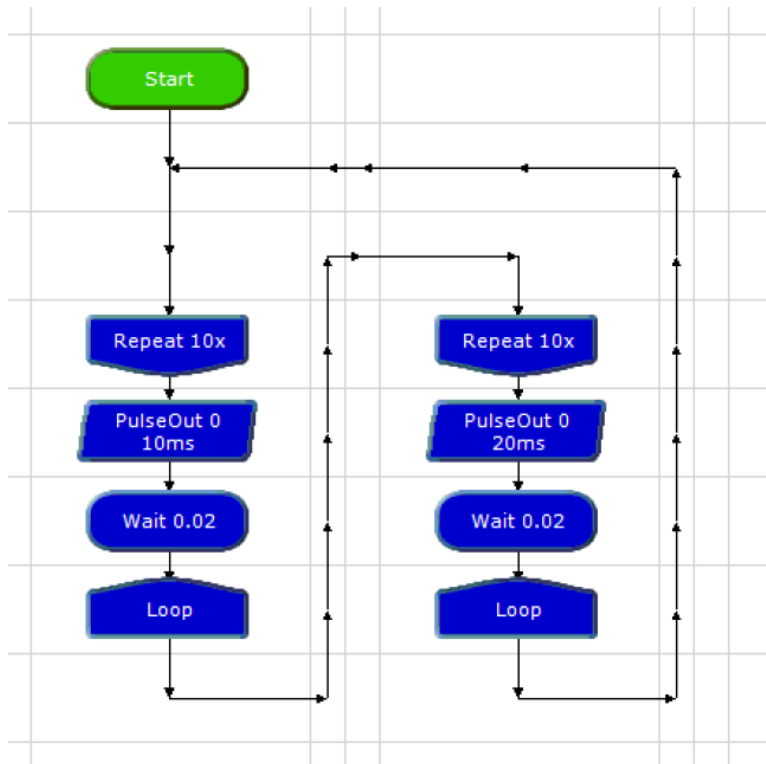 Start
Repeat 10x
PulseOut 0
10ms
Wait 0.02
Loop
Repeat 10x
PulseOut 0
20ms
Wait 0.02
Loop